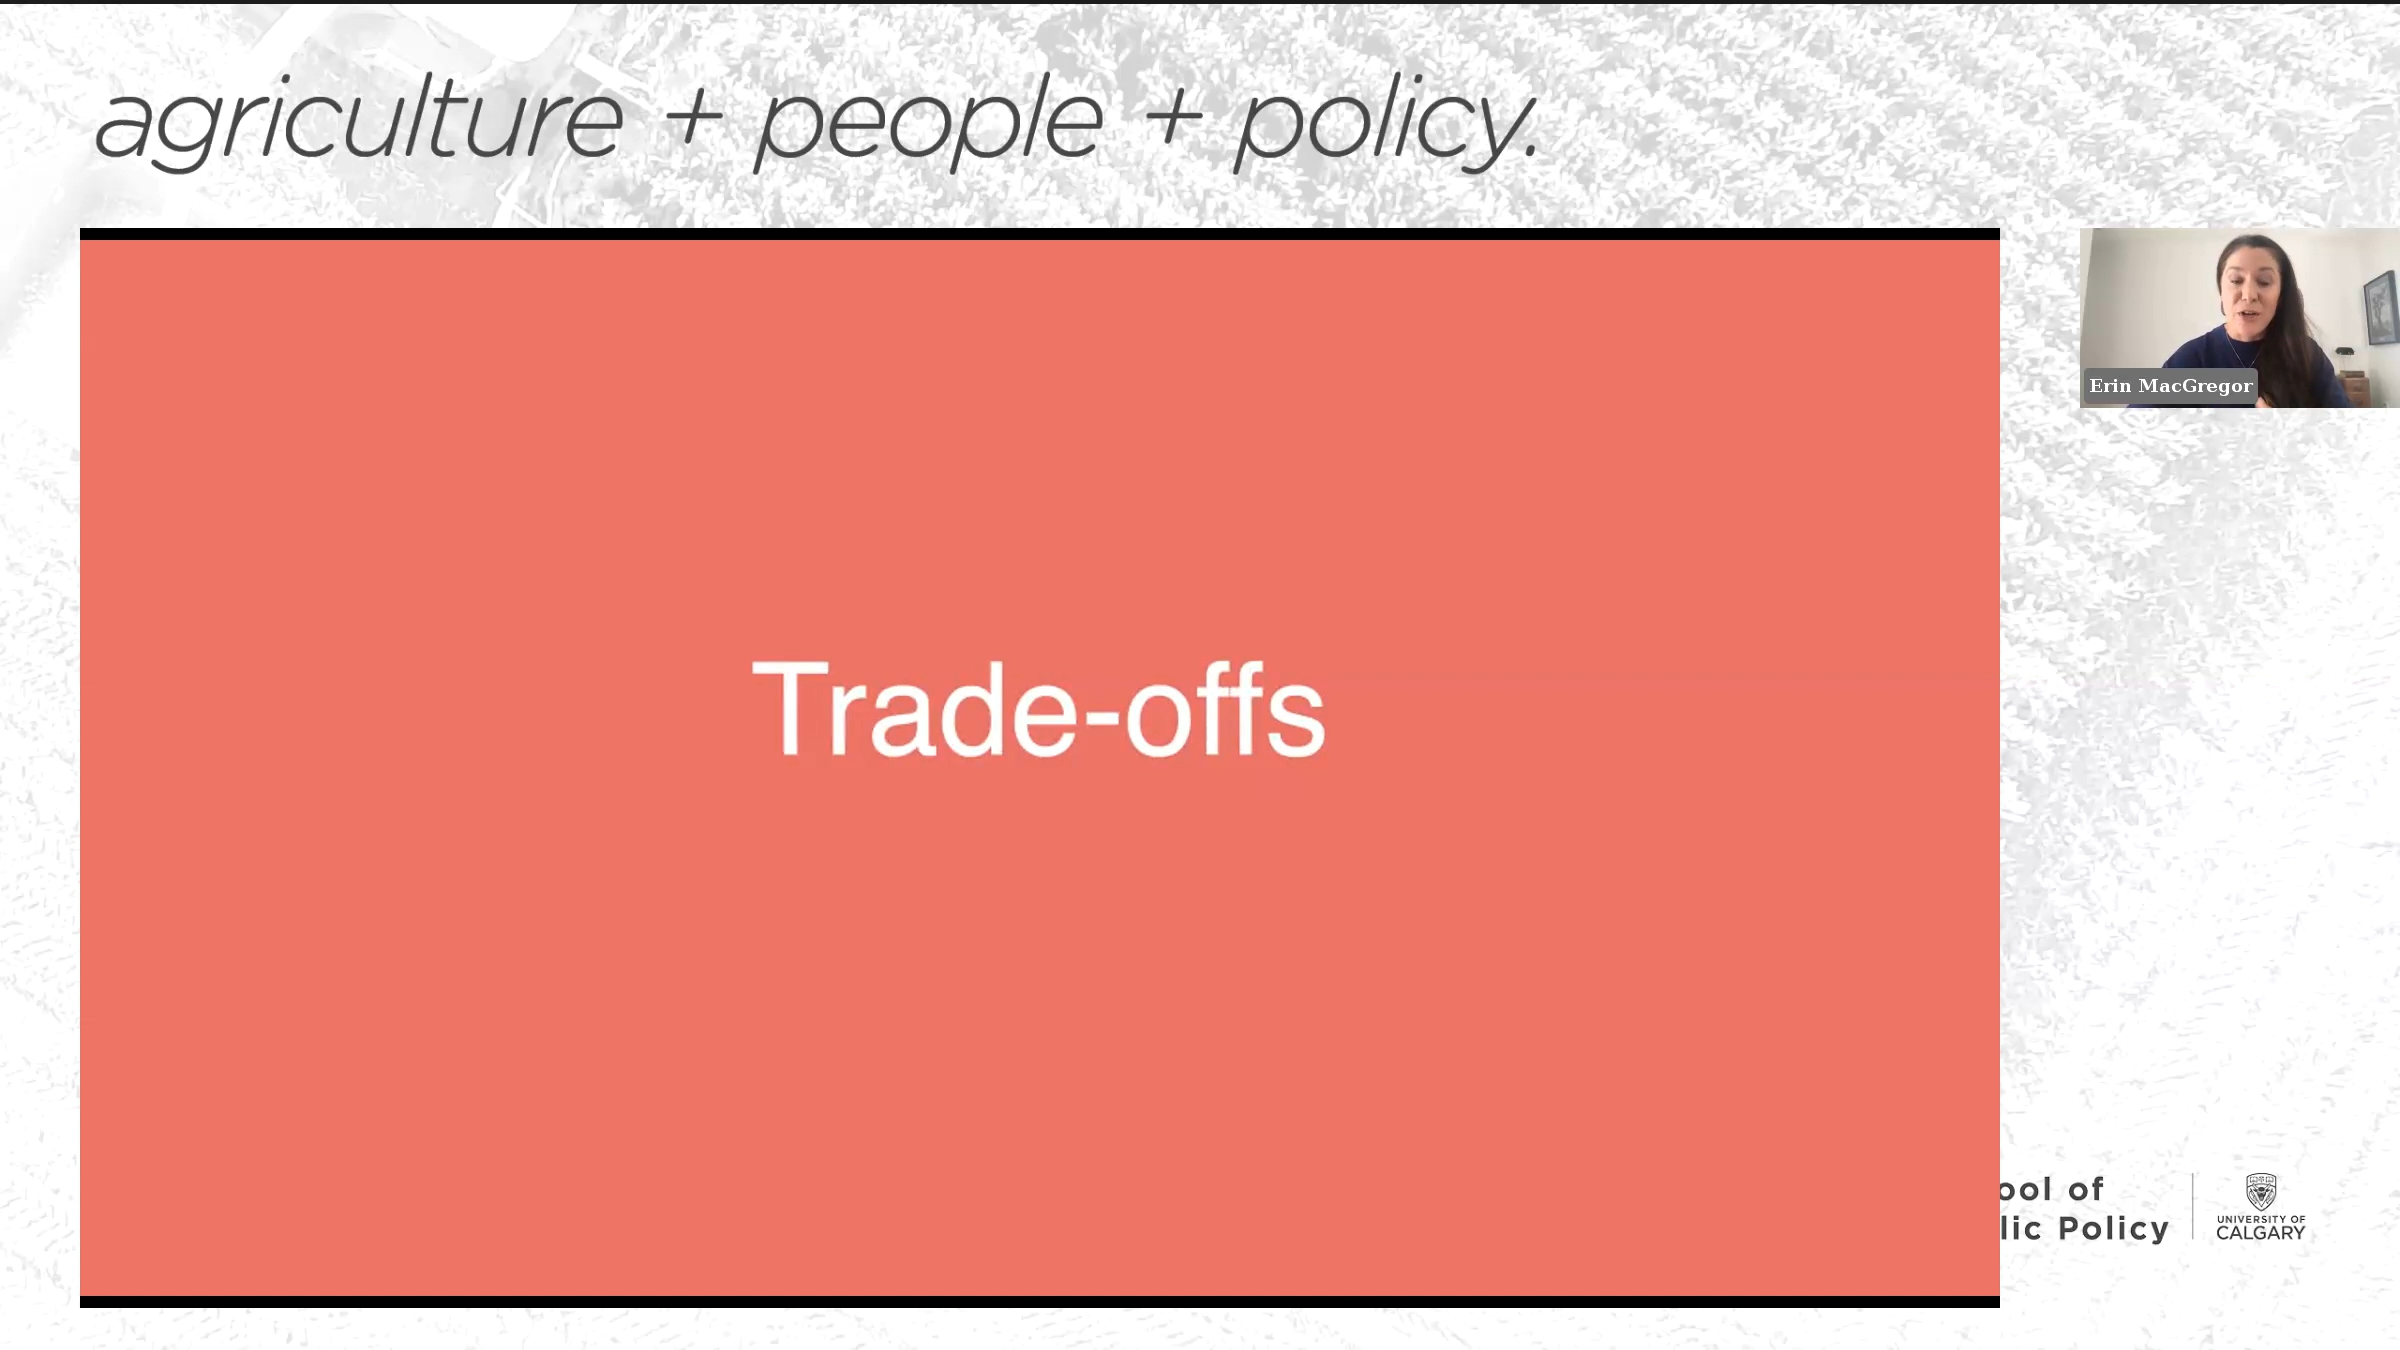 agriculture + people + policy.
Trade-offs
Erin MacGregor
ool of
lic Policy
UNIVERSITY OF
CALGARY